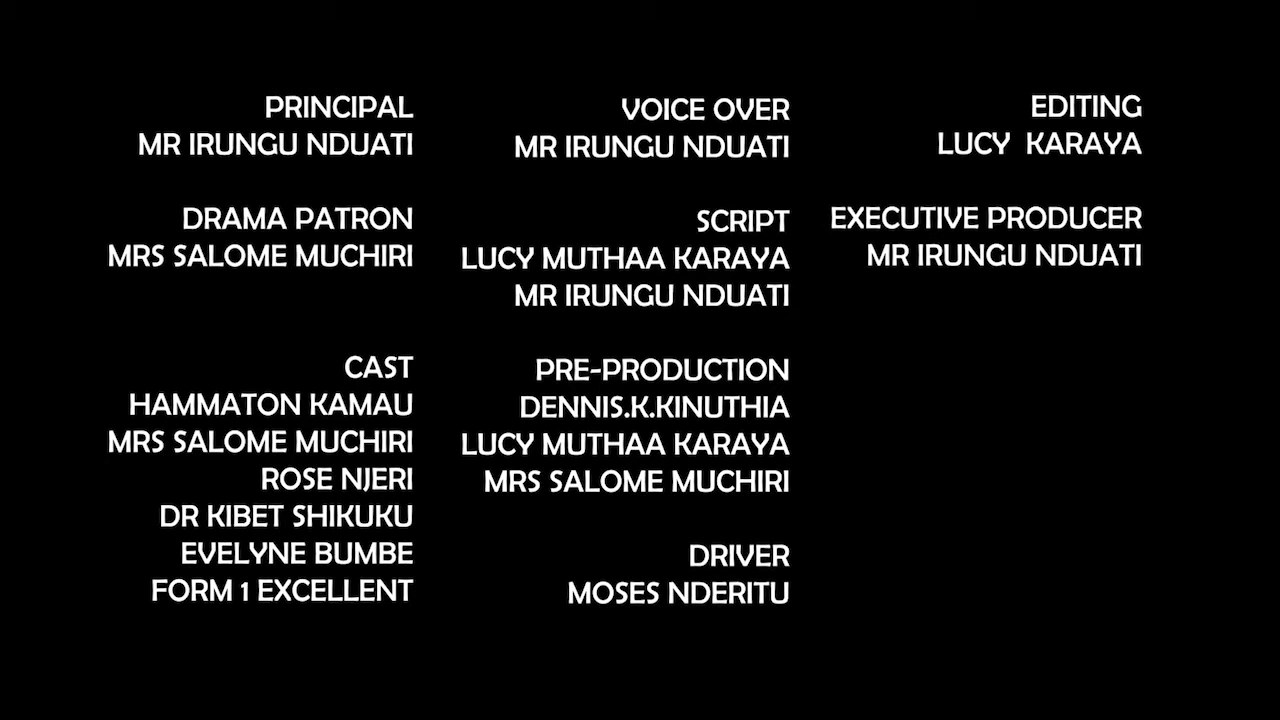 PRINCIPAL
MR IRUNGU NDUATI
DRAMA PATRON
MRS SALOME MUCHIRI
CAST
HAMMATON KAMAU
MRS SALOME MUCHIRI
ROSE NJERI
DR KIBET SHIKUKU
EVELYNE BUMBE
FORM 1 EXCELLENT
VOICE OVER
MR IRUNGU NDUATI
SCRIPT
LUCY MUTHAA KARAYA
MR IRUNGU NDUATI
PRE-PRODUCTION
DENNIS.K.KINUTHIA
LUCY MUTHAA KARAYA
MRS SALOME MUCHIRI
DRIVER
MOSES NDERITU
EDITING
LUCY KARAYA
EXECUTIVE PRODUCER
MR IRUNGU NDUATI